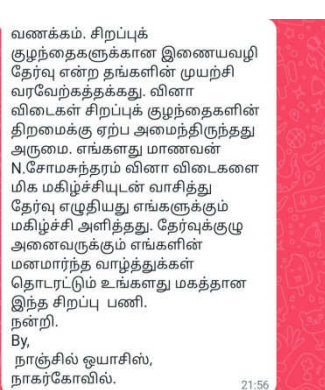 வணக்கம். சிறப்புக்
குழந்தைகளுக்கான இணையவழி
தேர்வு என்ற தங்களின் முயற்சி
வரவேற்கத்தக்கது. வினா
விடைகள் சிறப்புக் குழந்தைகளின்
திறமைக்கு ஏற்ப அமைந்திருந்தது
அருமை. எங்களது மாணவன்
N.சோமசுந்தரம் வினா விடைகளை
மிக மகிழ்ச்சியுடன் வாசித்து
தேர்வு எழுதியது எங்களுக்கும்
மகிழ்ச்சி அளித்தது. தேர்வுக்குழு
அனைவருக்கும் எங்களின்
மனமார்ந்த வாழ்த்துக்கள்
தொடரட்டும் உங்களது மகத்தான
இந்த சிறப்பு பணி.
நன்றி.
By,
நாஞ்சில் ஒயாசிஸ்,
நாகர்கோவில்.
21:56